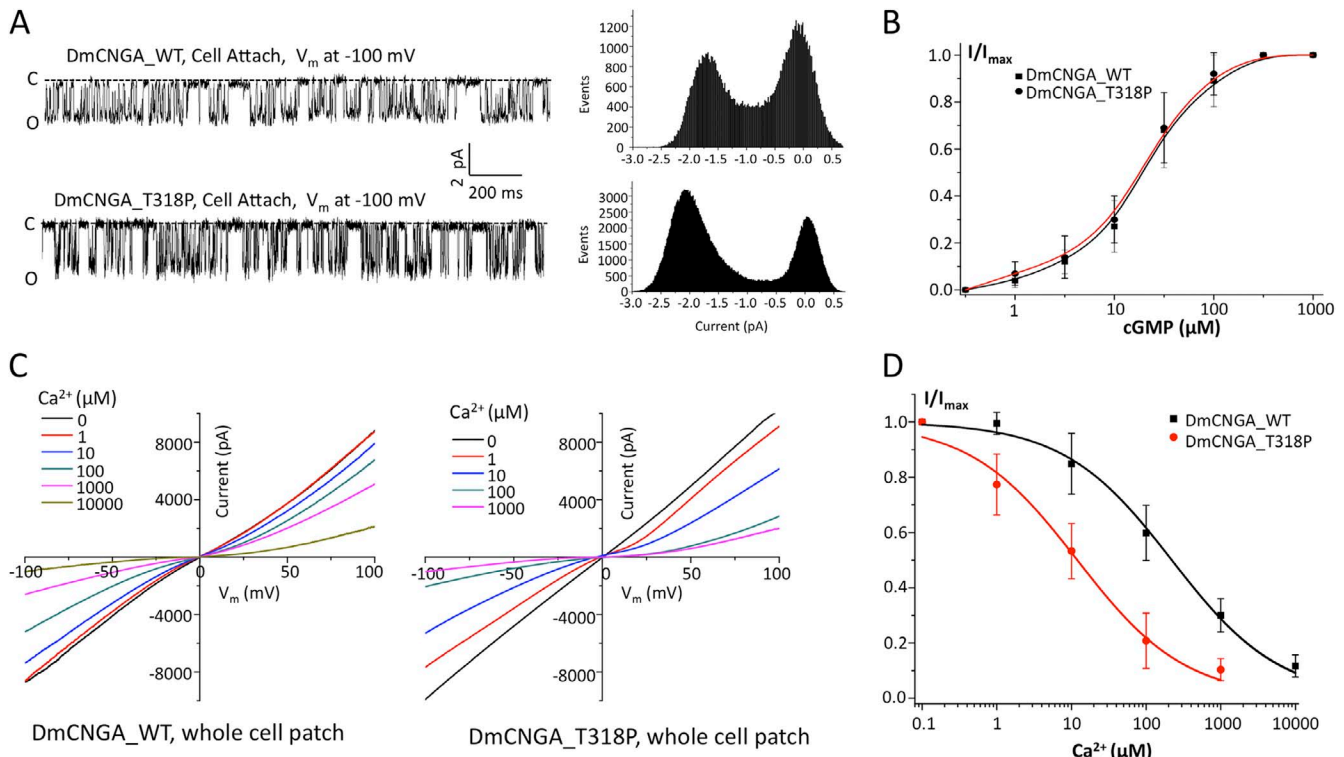 A
DmCNGA_WT, Cell Attach, Vm at -100 mV
C
O
2 pA
200 ms
DmCNGA_T318P, Cell Attach, Vm at -100 mV
C
O
Events
1200
1000
800
600
400
200
0
-3.0 -2.5 -2.0 -1.5 -1.0 -0.5 0.0 0.5
Events
3000
2500
2000
1500
1000
500
0
-3.0 -2.5 -2.0 -1.5 -1.0 -0.5 0.0 0.5
Current (pA)
B
I/Imax
DmCNGA_WT
DmCNGA_T318P
1.0
0.8
0.6
0.4
0.2
0.0
1 10 100 1000
cGMP (µM)
C
Ca2+ (µM)
0
1
10
100
1000
10000
Current (pA)
8000
4000
-100 -50 0 50 100
Vm (mV)
-4000
-8000
DmCNGA_WT, whole cell patch
Ca2+ (µM)
0
1
10
100
1000
Current (pA)
8000
4000
-100 -50 0 50 100
Vm (mV)
-4000
-8000
DmCNGA_T318P, whole cell patch
D
I/Imax
DmCNGA_WT
DmCNGA_T318P
1.0
0.8
0.6
0.4
0.2
0.0
0.1 1 10 100 1000 10000
Ca2+ (µM)